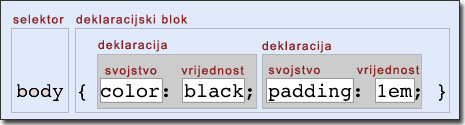 selektor deklaracijski blok
deklaracija deklaracija
svojstvo vrijednost svojstvo vrijednost
body { color: black; padding: 1em; }